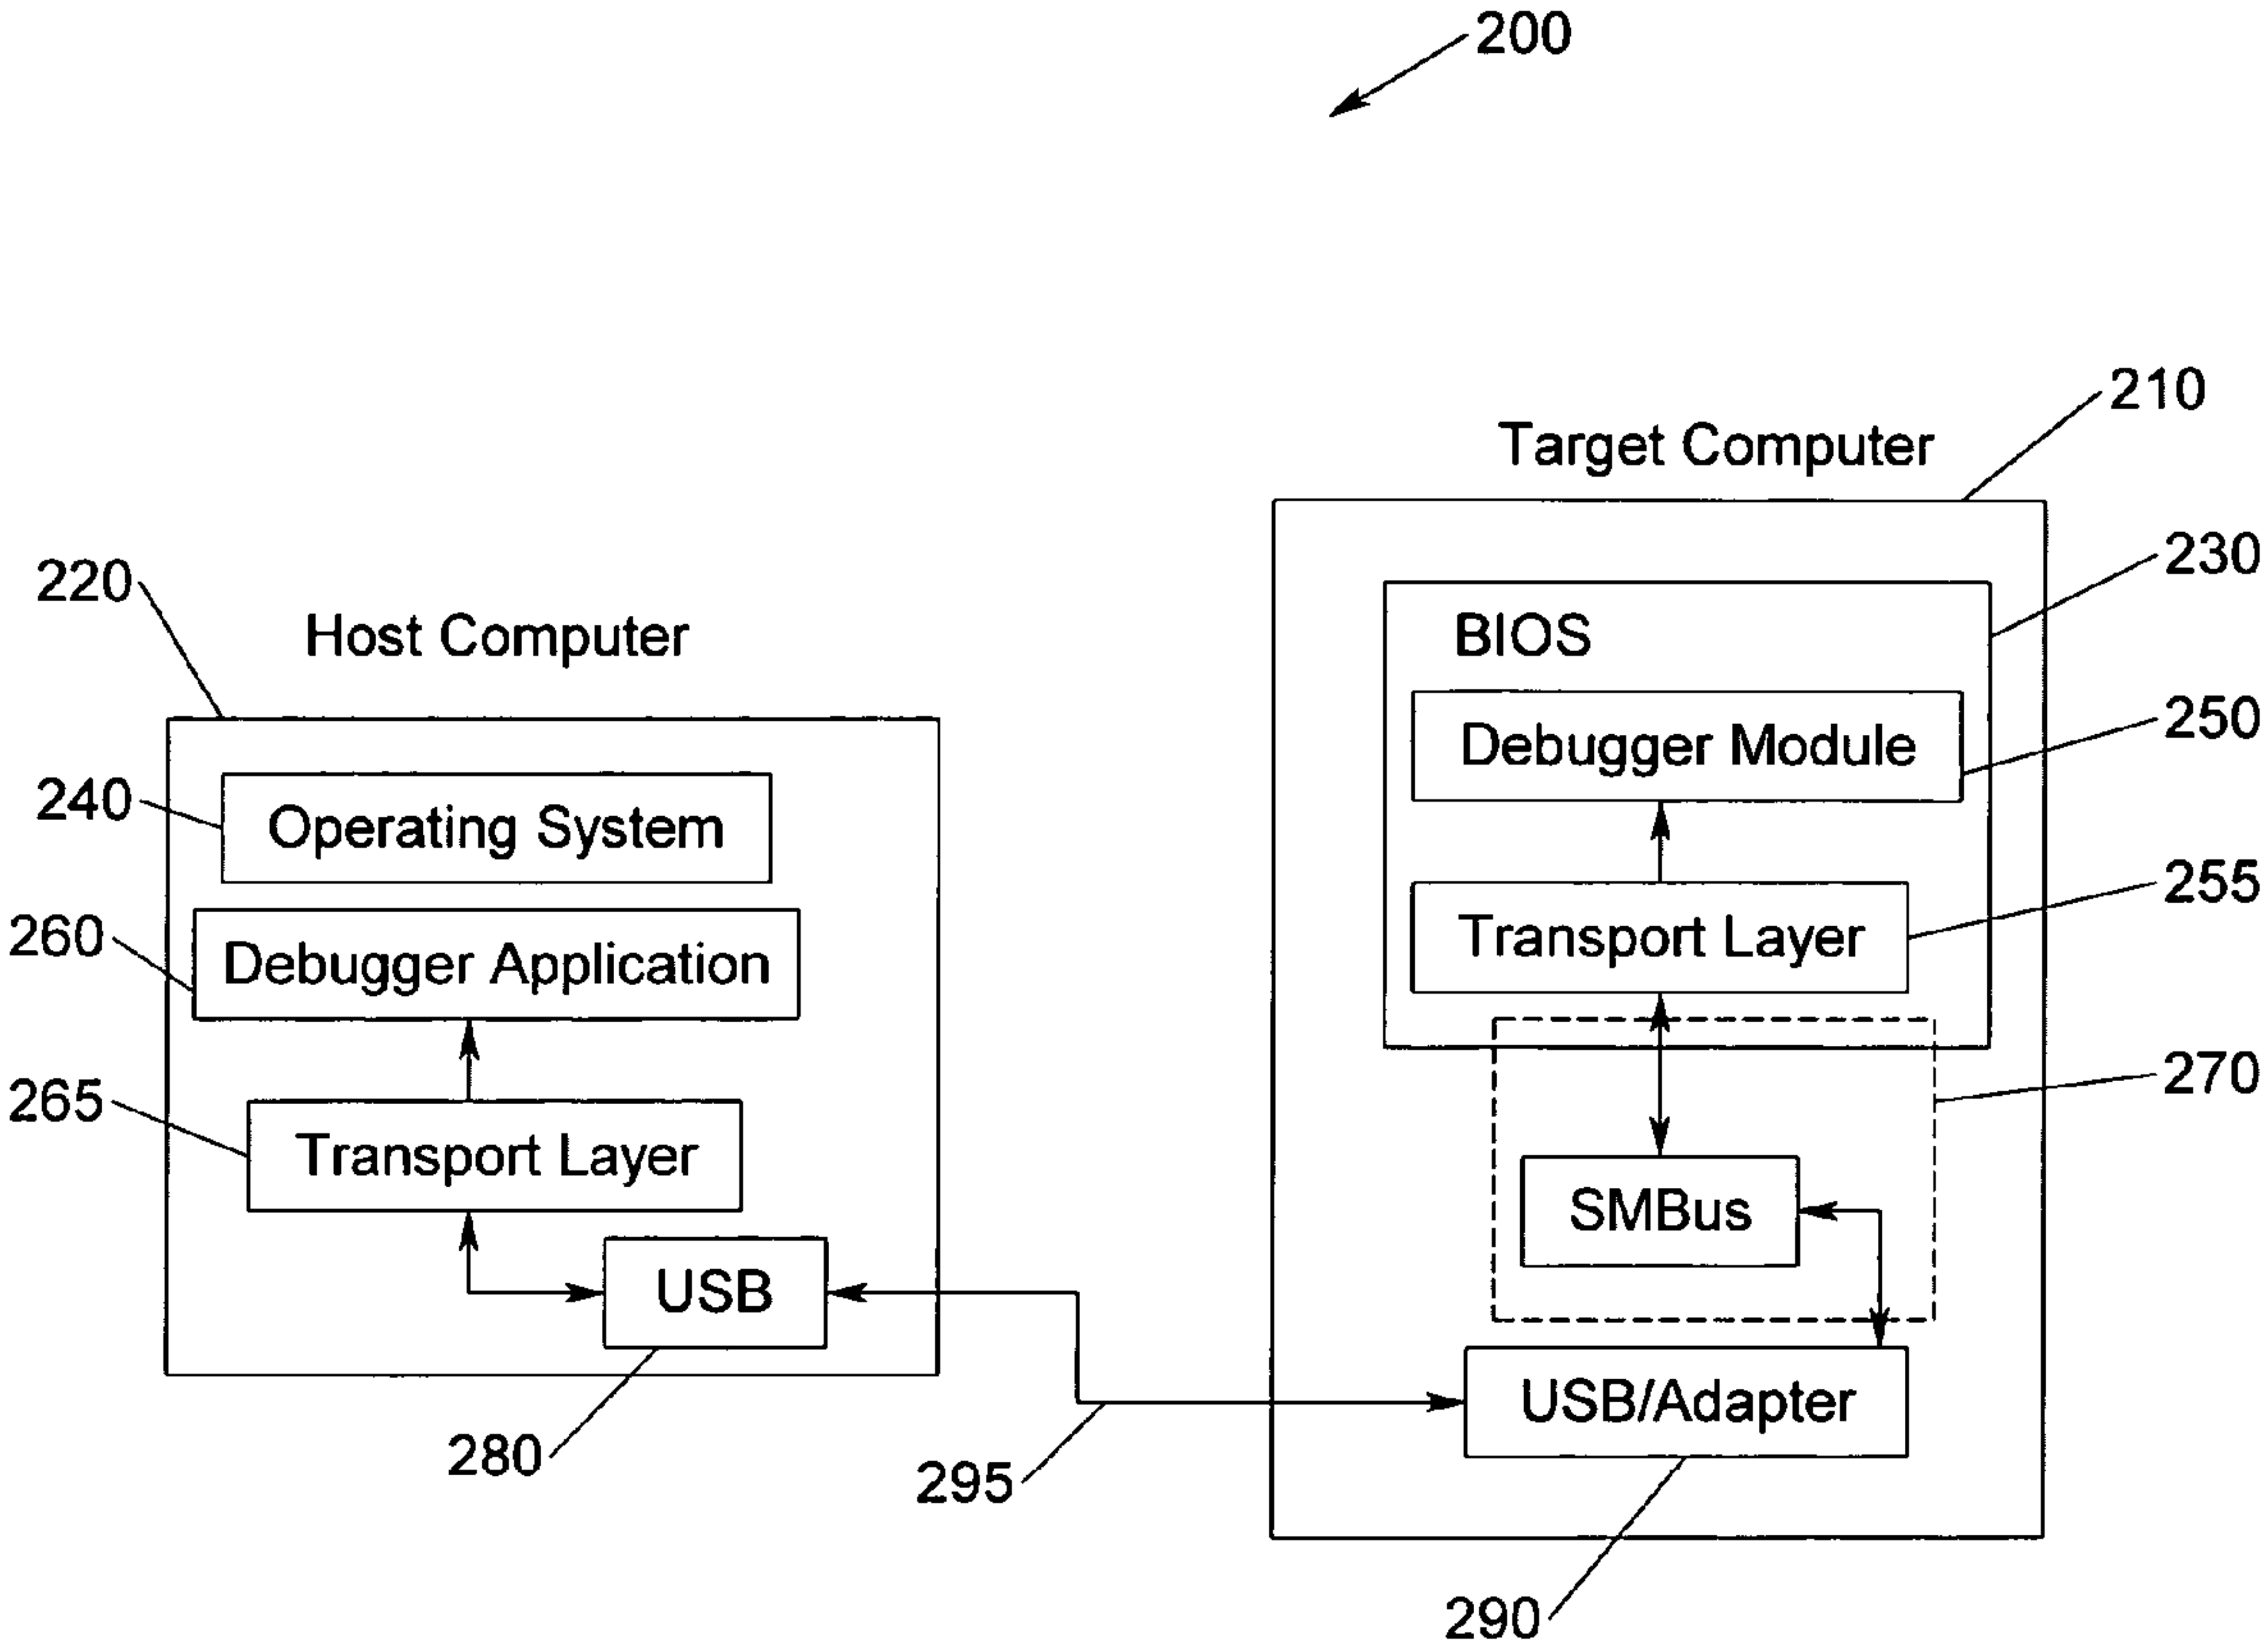 200
210
Target Computer
230
220
Host Computer
BIOS
250
Debugger Module
240
Operating System
255
Transport Layer
260
Debugger Application
270
265
Transport Layer
SMBus
USB
USB/Adapter
280
295
290